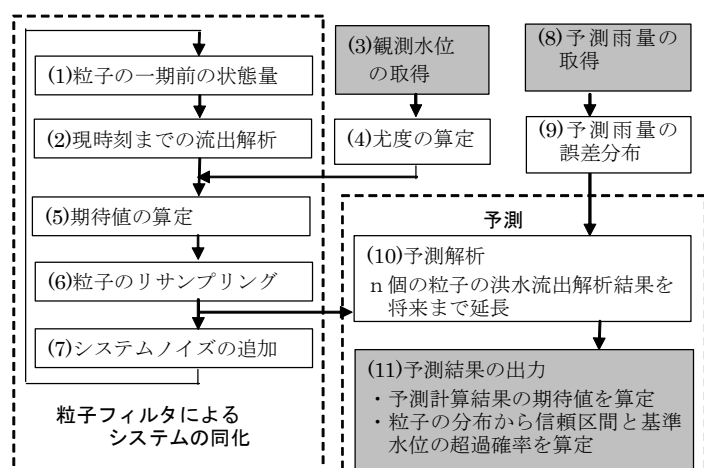 (1)粒子の一期前の状態量
(2)現時刻までの流出解析
(3)観測水位
の取得
(4)尤度の算定
(5)期待値の算定
(6)粒子のリサンプリング
(7)システムノイズの追加
粒子フィルタによる
システムの同化
(8)予測雨量の
取得
(9)予測雨量の
誤差分布
予測
(10)予測解析
n個の粒子の洪水流出解析結果を
将来まで延長
(11)予測結果の出力
・予測計算結果の期待値を算定
・粒子の分布から信頼区間と基準
水位の超過確率を算定